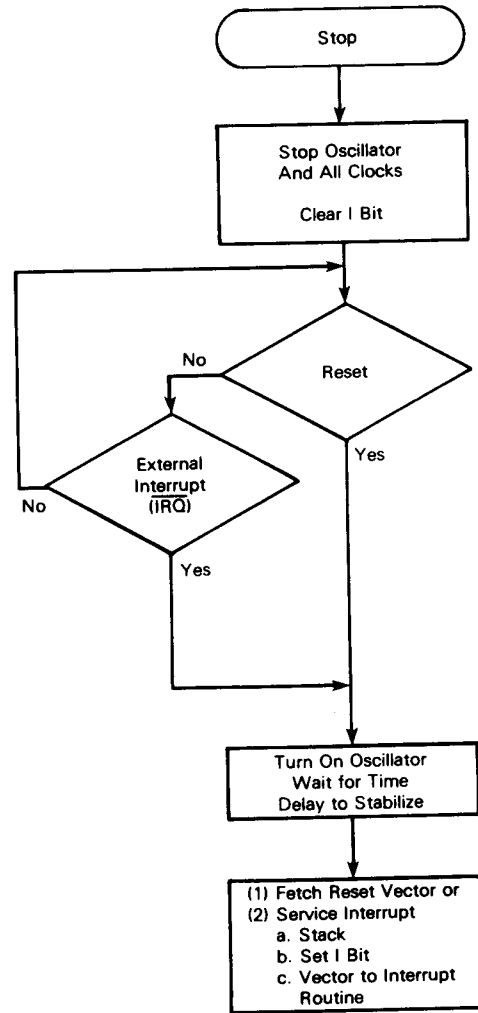 Stop
Stop Oscillator
And All Clocks
Clear I Bit
No
Reset
Yes
External
Interrupt
(I̅R̅Q̅)
No
Yes
Turn On Oscillator
Wait for Time
Delay to Stabilize
(1) Fetch Reset Vector or
(2) Service Interrupt
a. Stack
b. Set I Bit
c. Vector to Interrupt
Routine